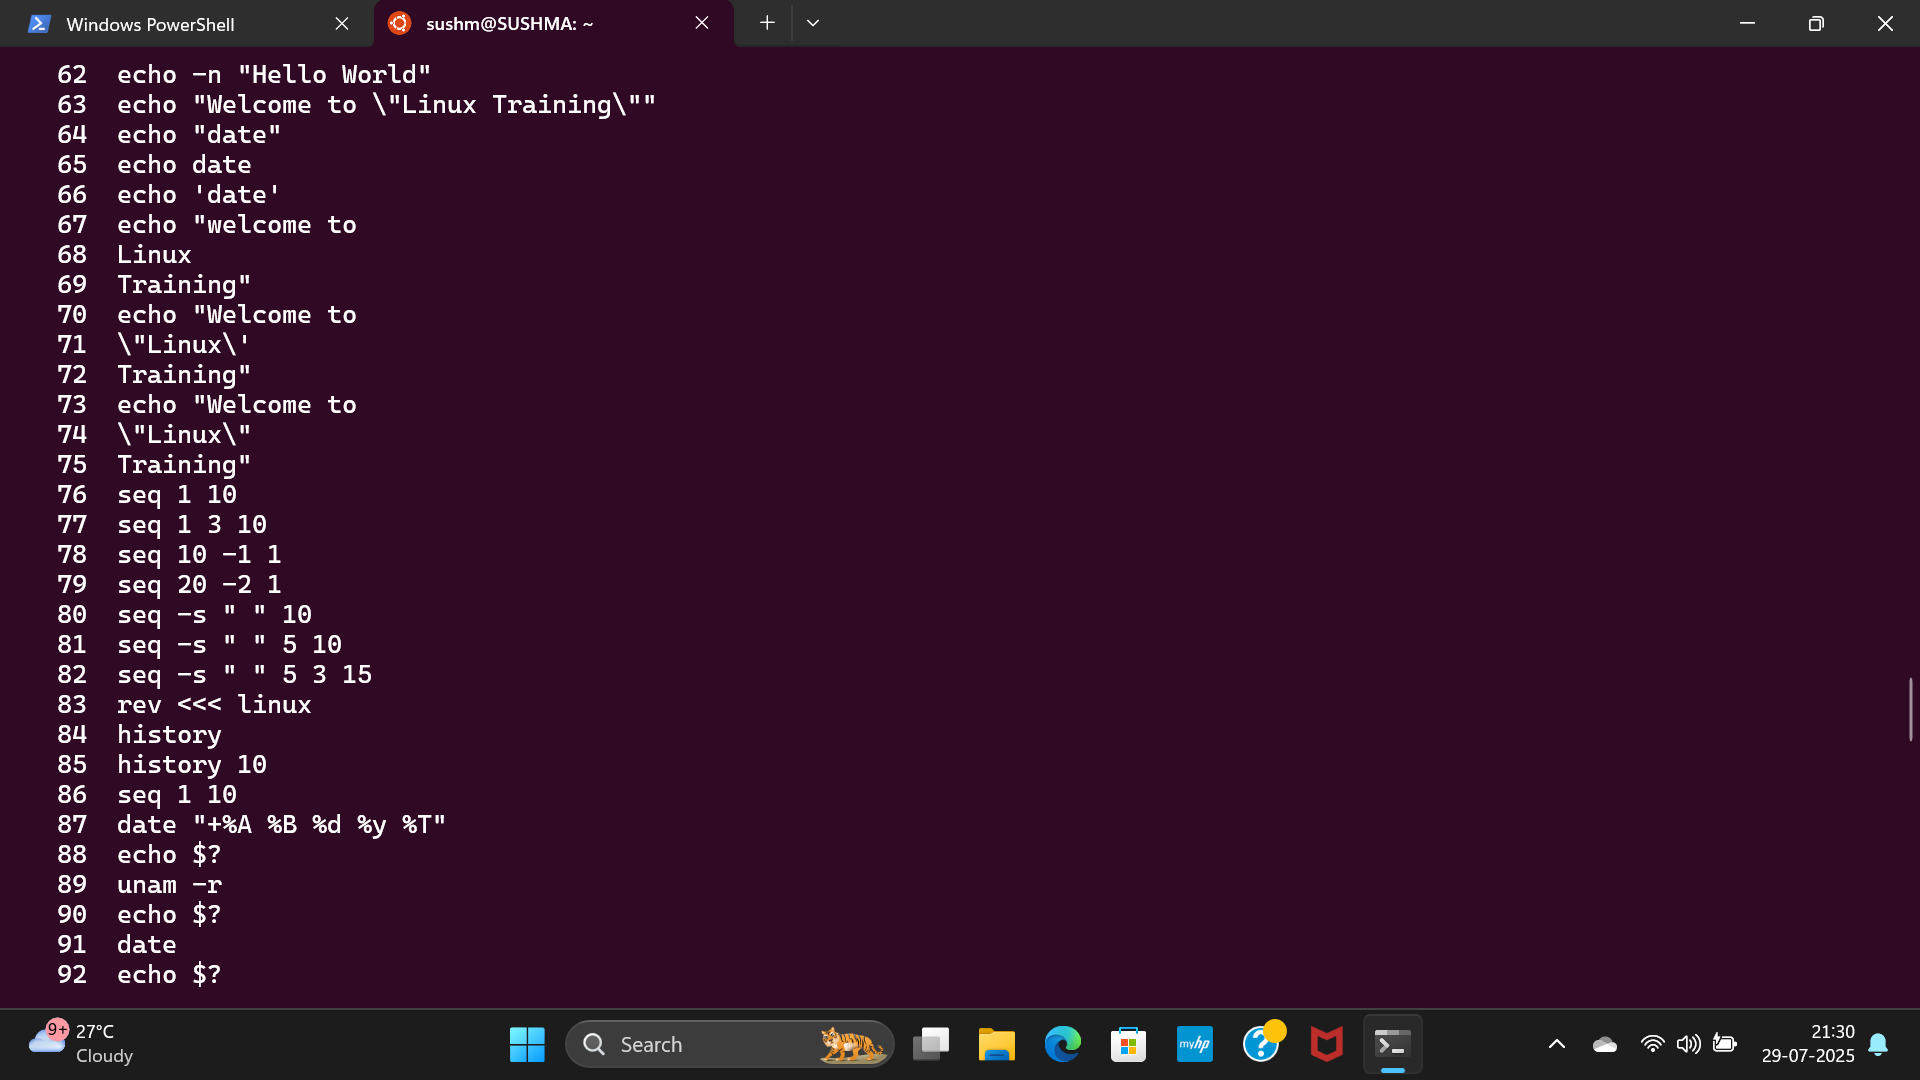 Windows PowerShell
sushm@SUSHMA: ~
62 echo -n "Hello World"
63 echo "Welcome to \"Linux Training\""
64 echo "date"
65 echo date
66 echo 'date'
67 echo "welcome to
68 Linux
69 Training"
70 echo "Welcome to
71 \"Linux\'
72 Training"
73 echo "Welcome to
74 \"Linux\"
75 Training"
76 seq 1 10
77 seq 1 3 10
78 seq 10 -1 1
79 seq 20 -2 1
80 seq -s " " 10
81 seq -s " " 5 10
82 seq -s " " 5 3 15
83 rev <<< linux
84 history
85 history 10
86 seq 1 10
87 date "+%A %B %d %y %T"
88 echo $?
89 unam -r
90 echo $?
91 date
92 echo $?
9+ 27°C
Cloudy
Search
myhp
21:30
29-07-2025